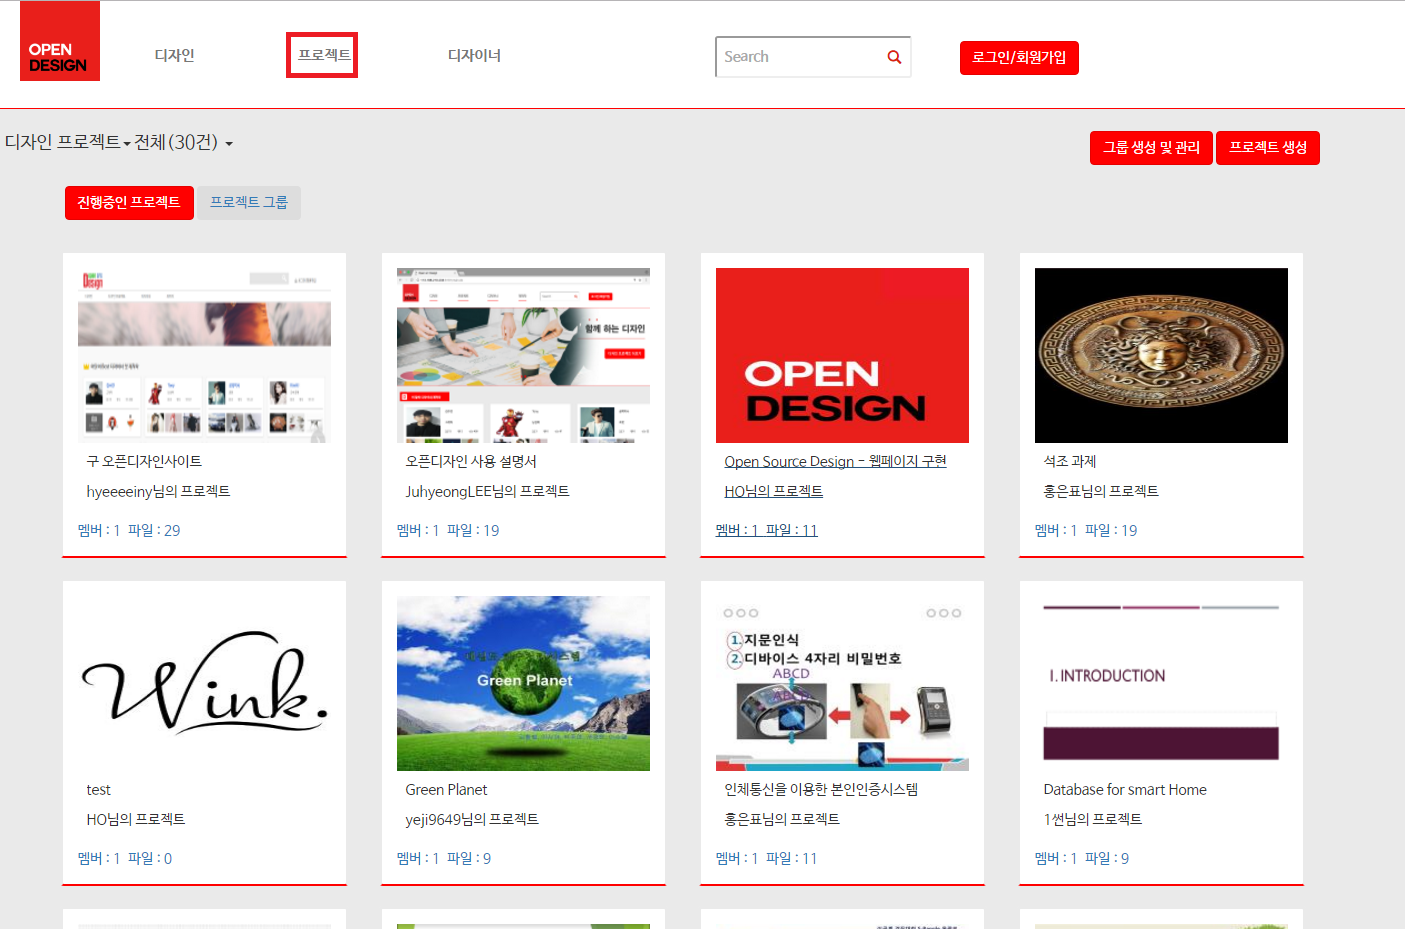 OPEN
DESIGN
디자인
프로젝트
디자이너
Search
로그인/회원가입
디자인 프로젝트 전체(30건)
그룹 생성 및 관리 프로젝트 생성
진행중인 프로젝트 프로젝트 그룹
Design
함께 하는 디자인
OPEN
DESIGN
구 오픈디자인사이트
hyeeeeiny님의 프로젝트
멤버 : 1 파일 : 29
오픈디자인 사용 설명서
JuhyeongLEE님의 프로젝트
멤버 : 1 파일 : 19
Open Source Design - 웹페이지 구현
HO님의 프로젝트
멤버 : 1 파일 : 11
석조 과제
홍은표님의 프로젝트
멤버 : 1 파일 : 19
Wink.
Green Planet
1.지문인식
2.디바이스 4자리 비밀번호
ABCD
I. INTRODUCTION
test
HO님의 프로젝트
멤버 : 1 파일 : 0
Green Planet
yeji9649님의 프로젝트
멤버 : 1 파일 : 9
인체통신을 이용한 본인인증시스템
홍은표님의 프로젝트
멤버 : 1 파일 : 11
Database for smart Home
1썬님의 프로젝트
멤버 : 1 파일 : 9